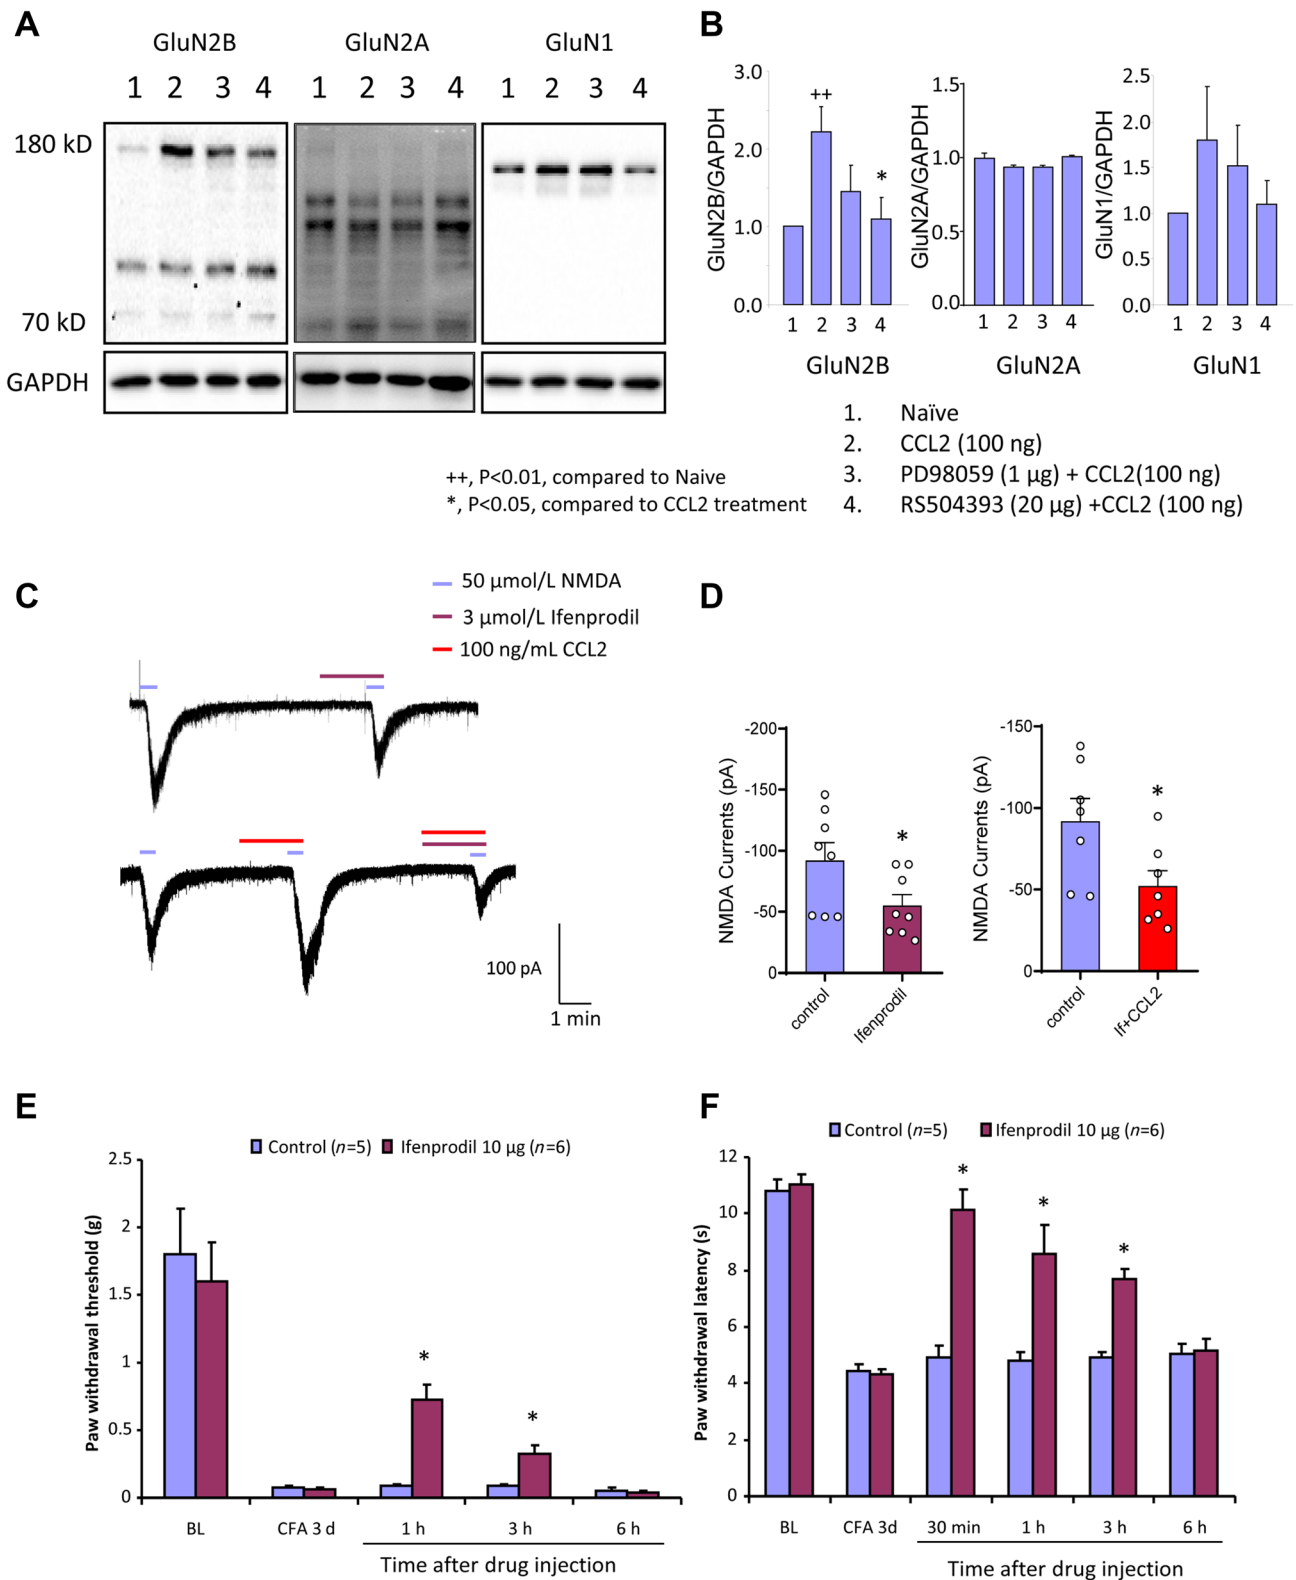 A
GluN2B GluN2A GluN1
1 2 3 4 1 2 3 4 1 2 3 4
180 kD
70 kD
GAPDH
B
GluN2B/GAPDH
3.0
2.0
1.0
0.0
++
*
1 2 3 4
GluN2B
GluN2A/GAPDH
1.5
1.0
0.5
0.0
1 2 3 4
GluN2A
GluN1/GAPDH
2.5
2.0
1.5
1.0
0.5
0.0
1 2 3 4
GluN1
++, P<0.01, compared to Naive
*, P<0.05, compared to CCL2 treatment
1. Naïve
2. CCL2 (100 ng)
3. PD98059 (1 µg) + CCL2(100 ng)
4. RS504393 (20 µg) +CCL2 (100 ng)
C
50 µmol/L NMDA
3 µmol/L Ifenprodil
100 ng/mL CCL2
100 pA
1 min
D
NMDA Currents (pA)
-200
-150
-100
-50
0
*
control
Ifenprodil
NMDA Currents (pA)
-150
-100
-50
0
*
control
If+CCL2
E
Control (n=5) Ifenprodil 10 µg (n=6)
Paw withdrawal threshold (g)
2.5
2
1.5
1
0.5
0
*
*
BL CFA 3 d 1 h 3 h 6 h
Time after drug injection
F
Control (n=5) Ifenprodil 10 µg (n=6)
Paw withdrawal latency (s)
12
10
8
6
4
2
0
*
*
*
BL CFA 3d 30 min 1 h 3 h 6 h
Time after drug injection